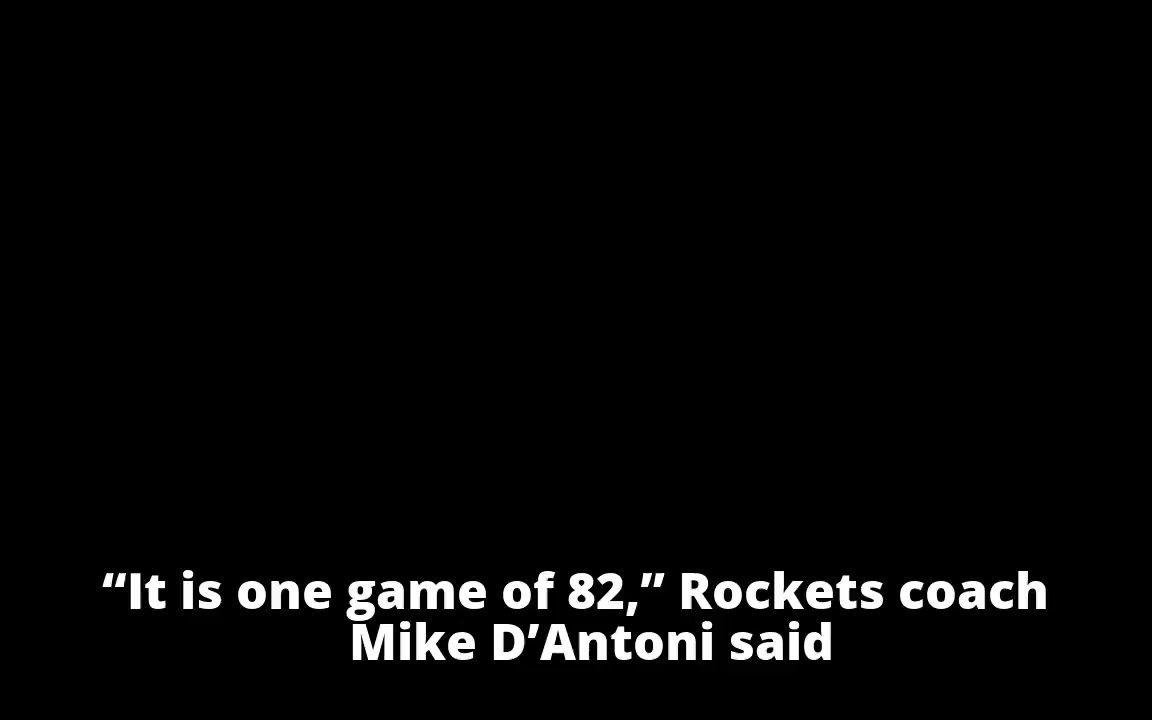 “It is one game of 82,” Rockets coach
Mike D’Antoni said